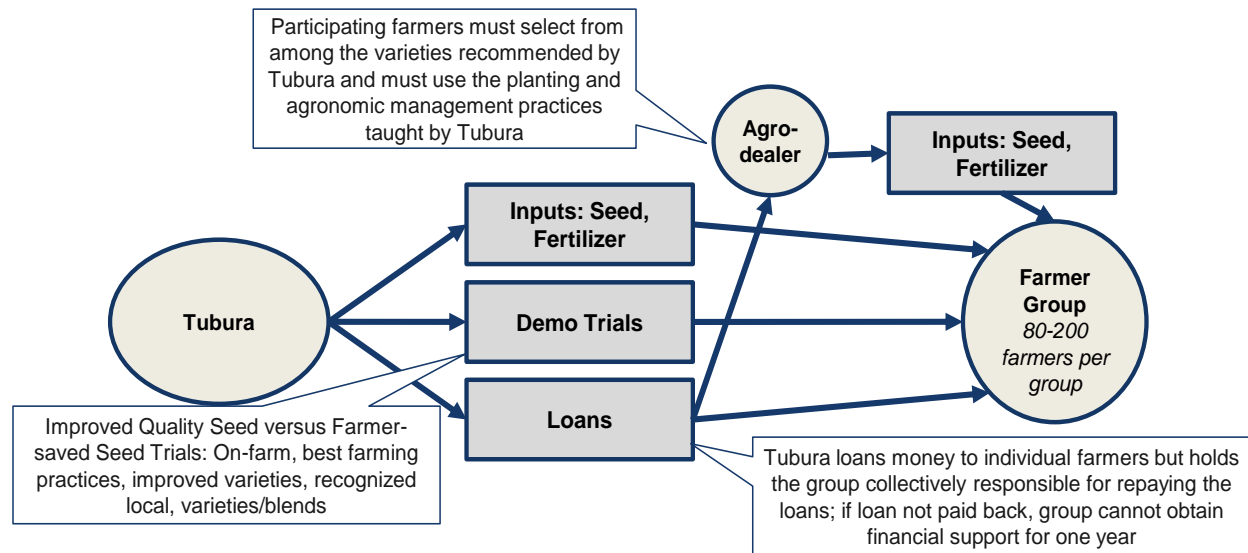 Participating farmers must select from
among the varieties recommended by
Tubura and must use the planting and
agronomic management practices
taught by Tubura
Agro-
dealer
Inputs: Seed,
Fertilizer
Inputs: Seed,
Fertilizer
Tubura
Demo Trials
Farmer
Group
80-200
farmers per
group
Loans
Improved Quality Seed versus Farmer-
saved Seed Trials: On-farm, best farming
practices, improved varieties, recognized
local, varieties/blends
Tubura loans money to individual farmers but holds
the group collectively responsible for repaying the
loans; if loan not paid back, group cannot obtain
financial support for one year